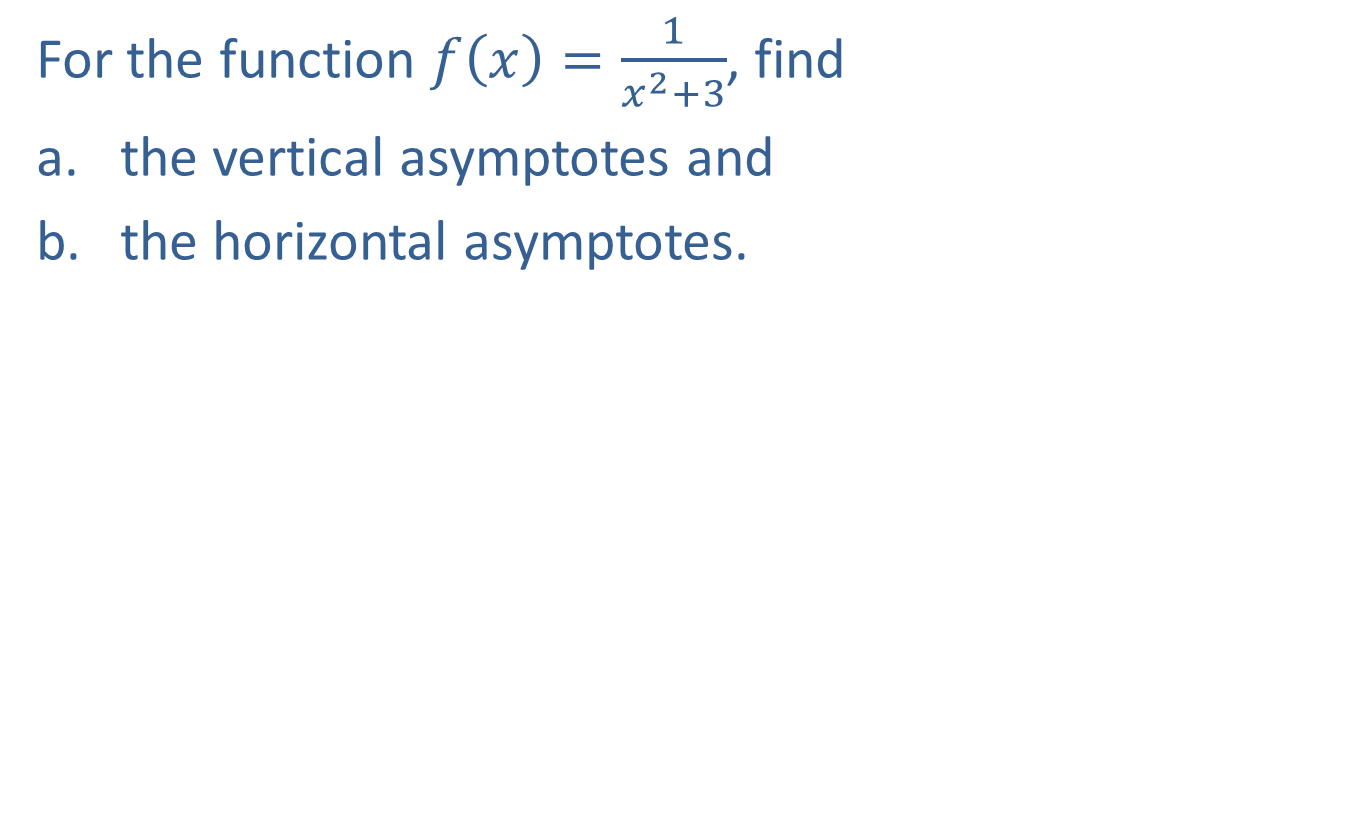 For the function 𝑓(𝑥) = 1/(𝑥²+3), find
a. the vertical asymptotes and
b. the horizontal asymptotes.